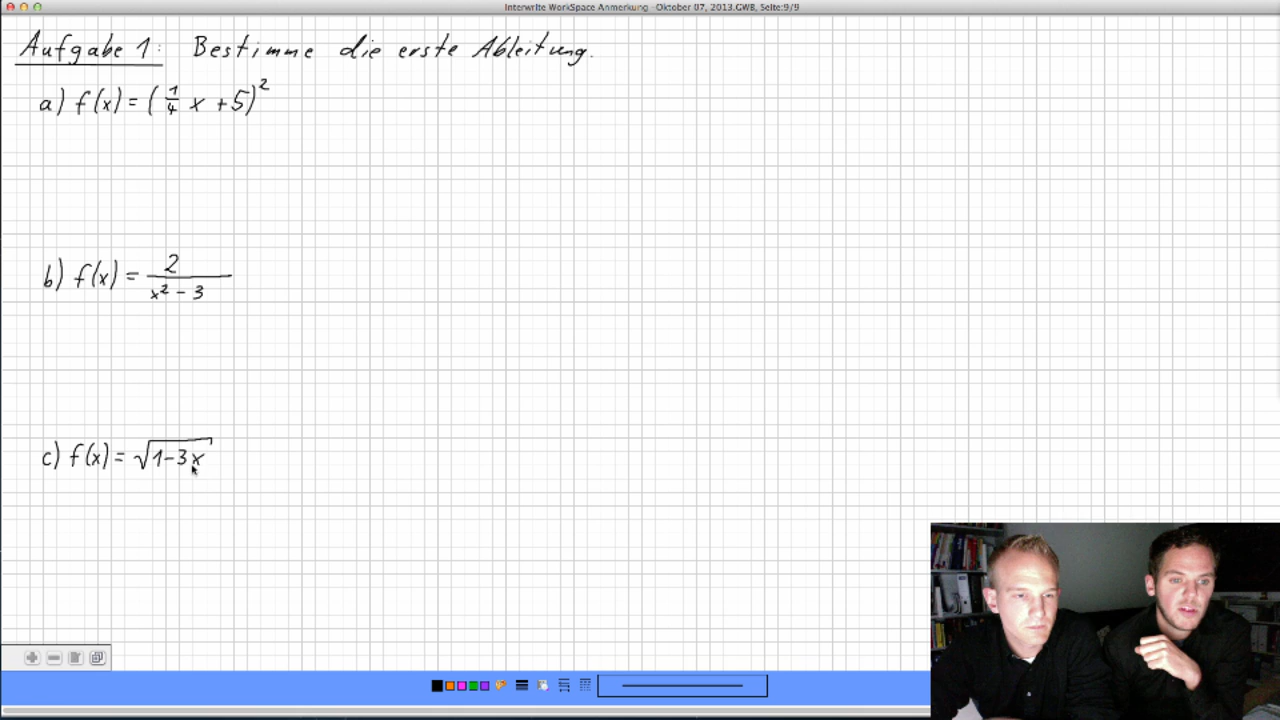 Interwrite WorkSpace Anmerkung -Oktober 07, 2013.GWB, Seite:9/9
Aufgabe 1: Bestimme die erste Ableitung.
a) f(x) = (1/4 x + 5)²
b) f(x) = 2/(x² - 3)
c) f(x) = √(1-3x)